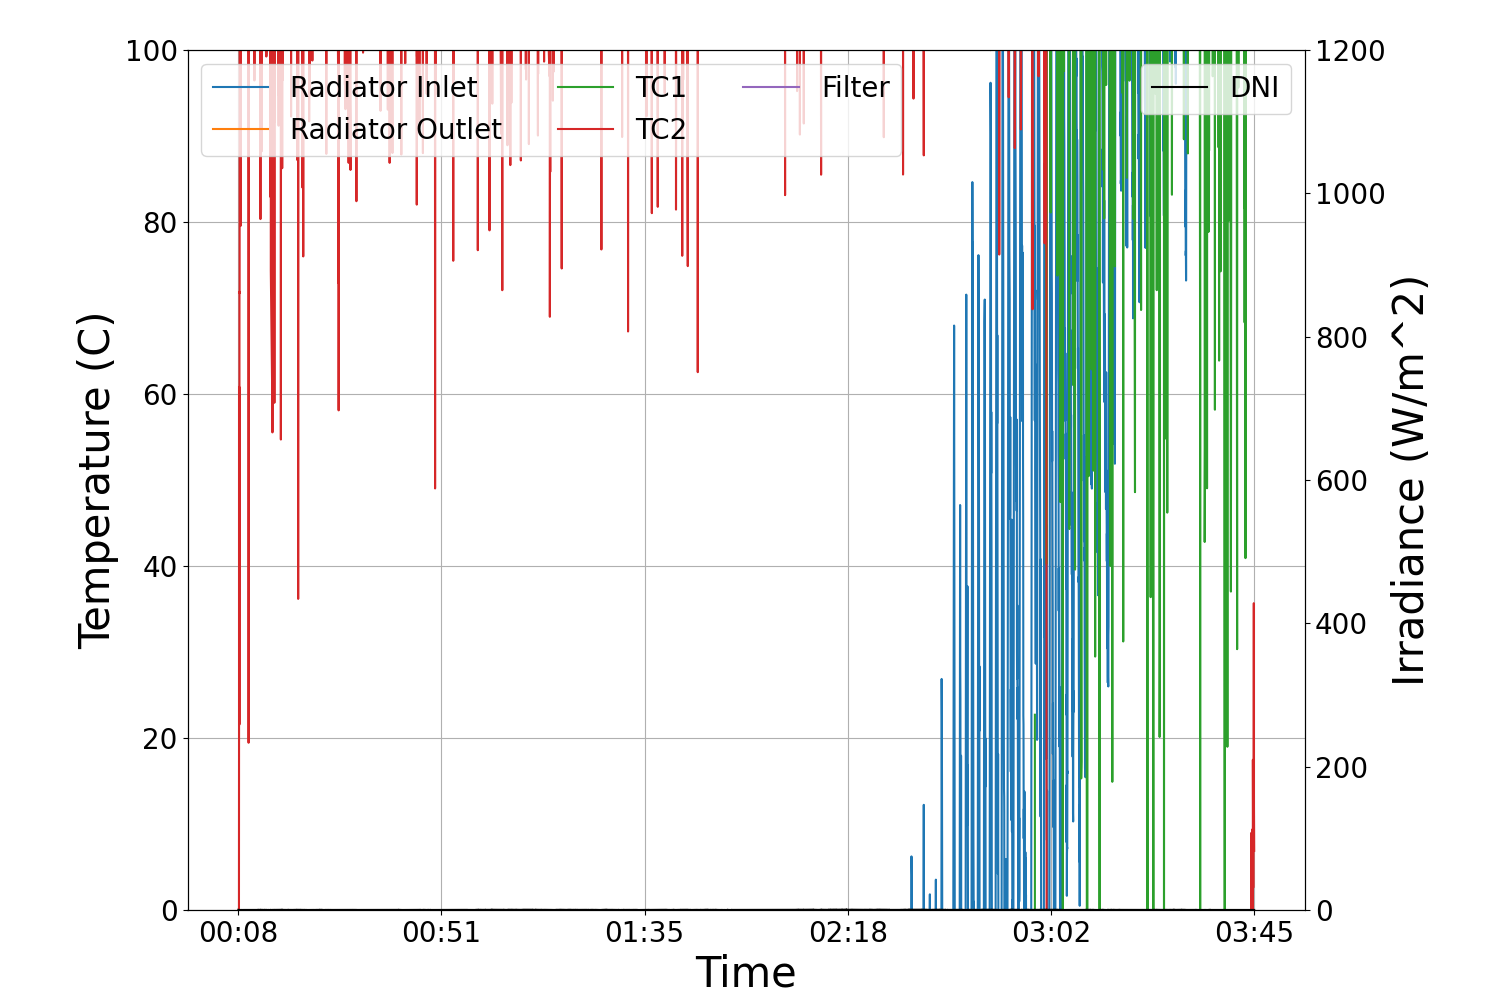 100
80
60
40
20
0
Temperature (C)
Radiator Inlet
Radiator Outlet
TC1
TC2
Filter
DNI
1200
1000
800
600
400
200
0
Irradiance (W/m^2)
00:08
00:51
01:35
02:18
03:02
03:45
Time